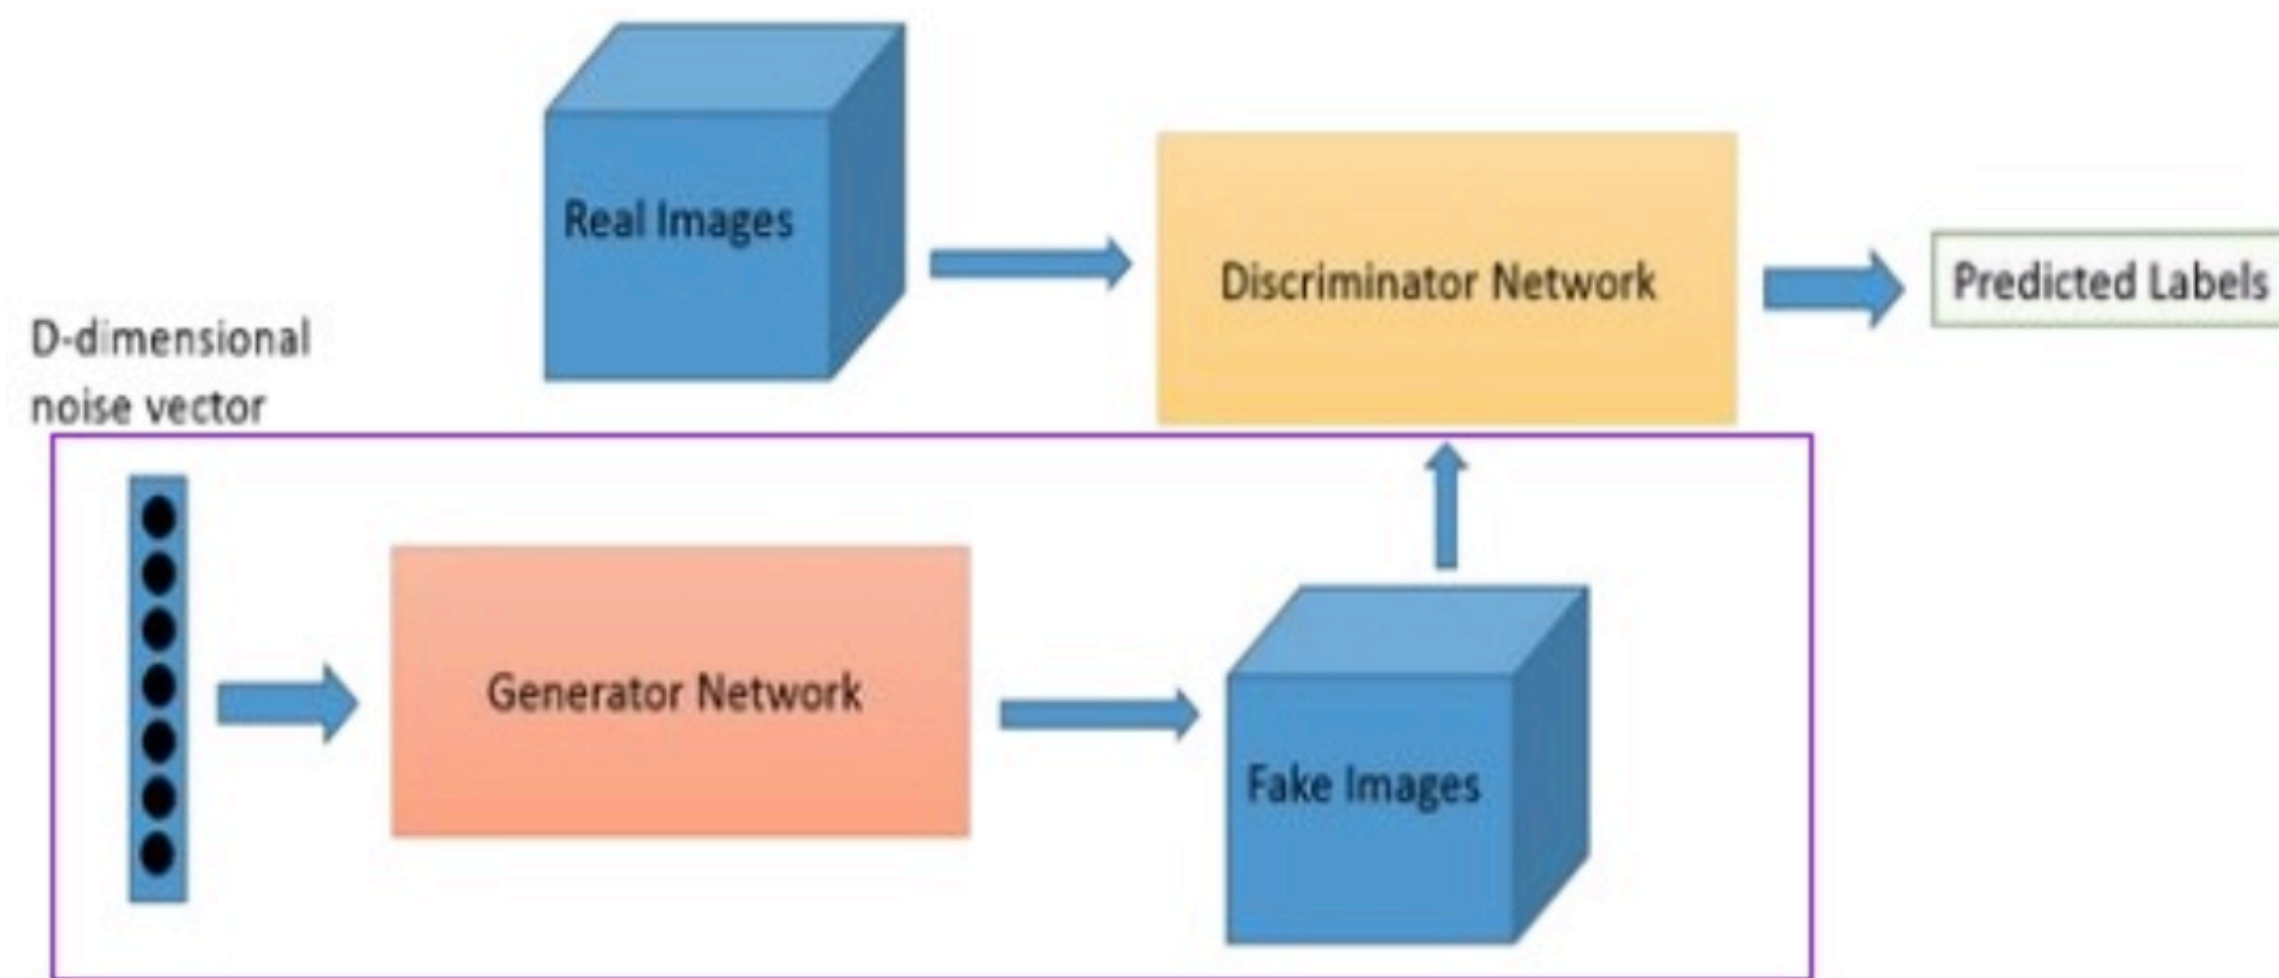 Real Images
Discriminator Network
Predicted Labels
D-dimensional
noise vector
Generator Network
Fake Images